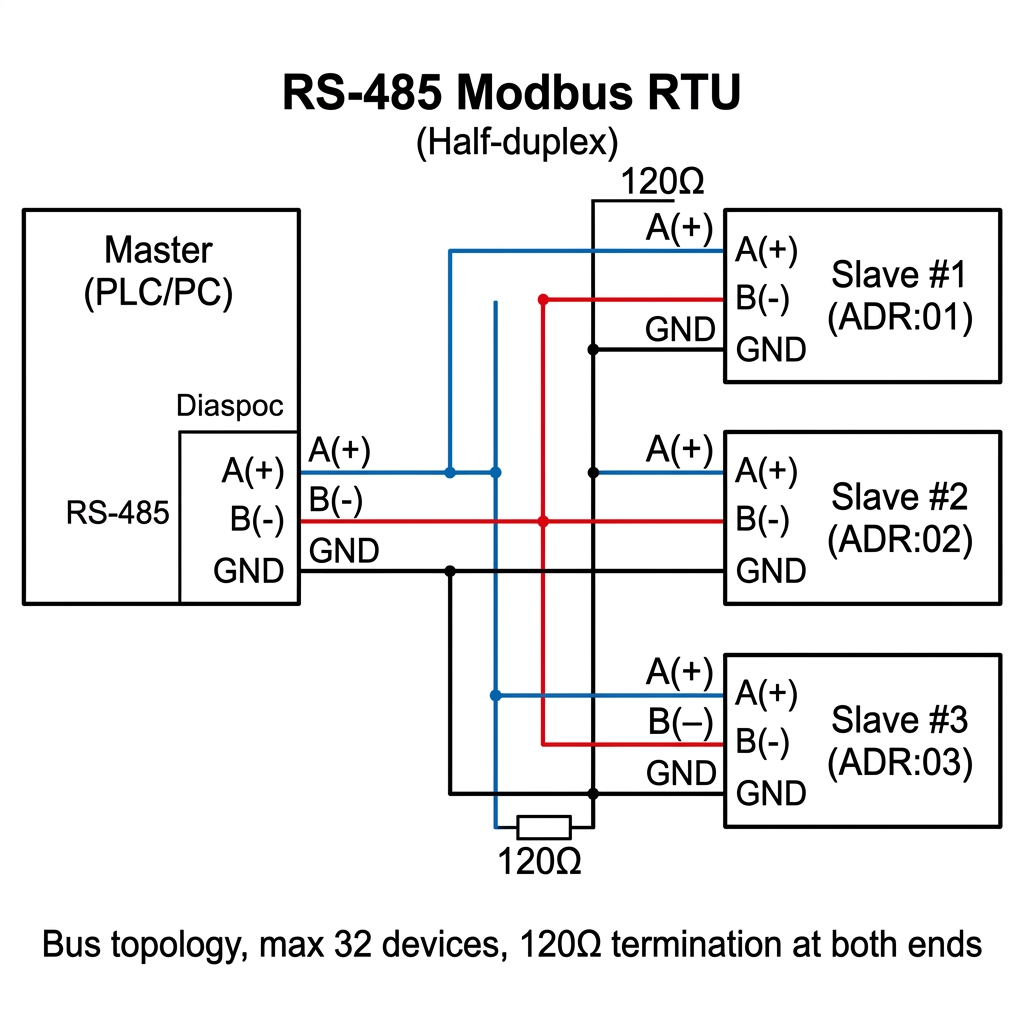 RS-485 Modbus RTU
(Half-duplex)
120Ω
Master
(PLC/PC)
Diaspoc
RS-485
A(+)
B(-)
GND
A(+)
B(-)
GND
A(+)
GND
A(+)
B(-)
GND
Slave #1
(ADR:01)
A(+)
A(+)
B(-)
GND
Slave #2
(ADR:02)
A(+)
B(–)
GND
A(+)
B(-)
GND
Slave #3
(ADR:03)
120Ω
Bus topology, max 32 devices, 120Ω termination at both ends